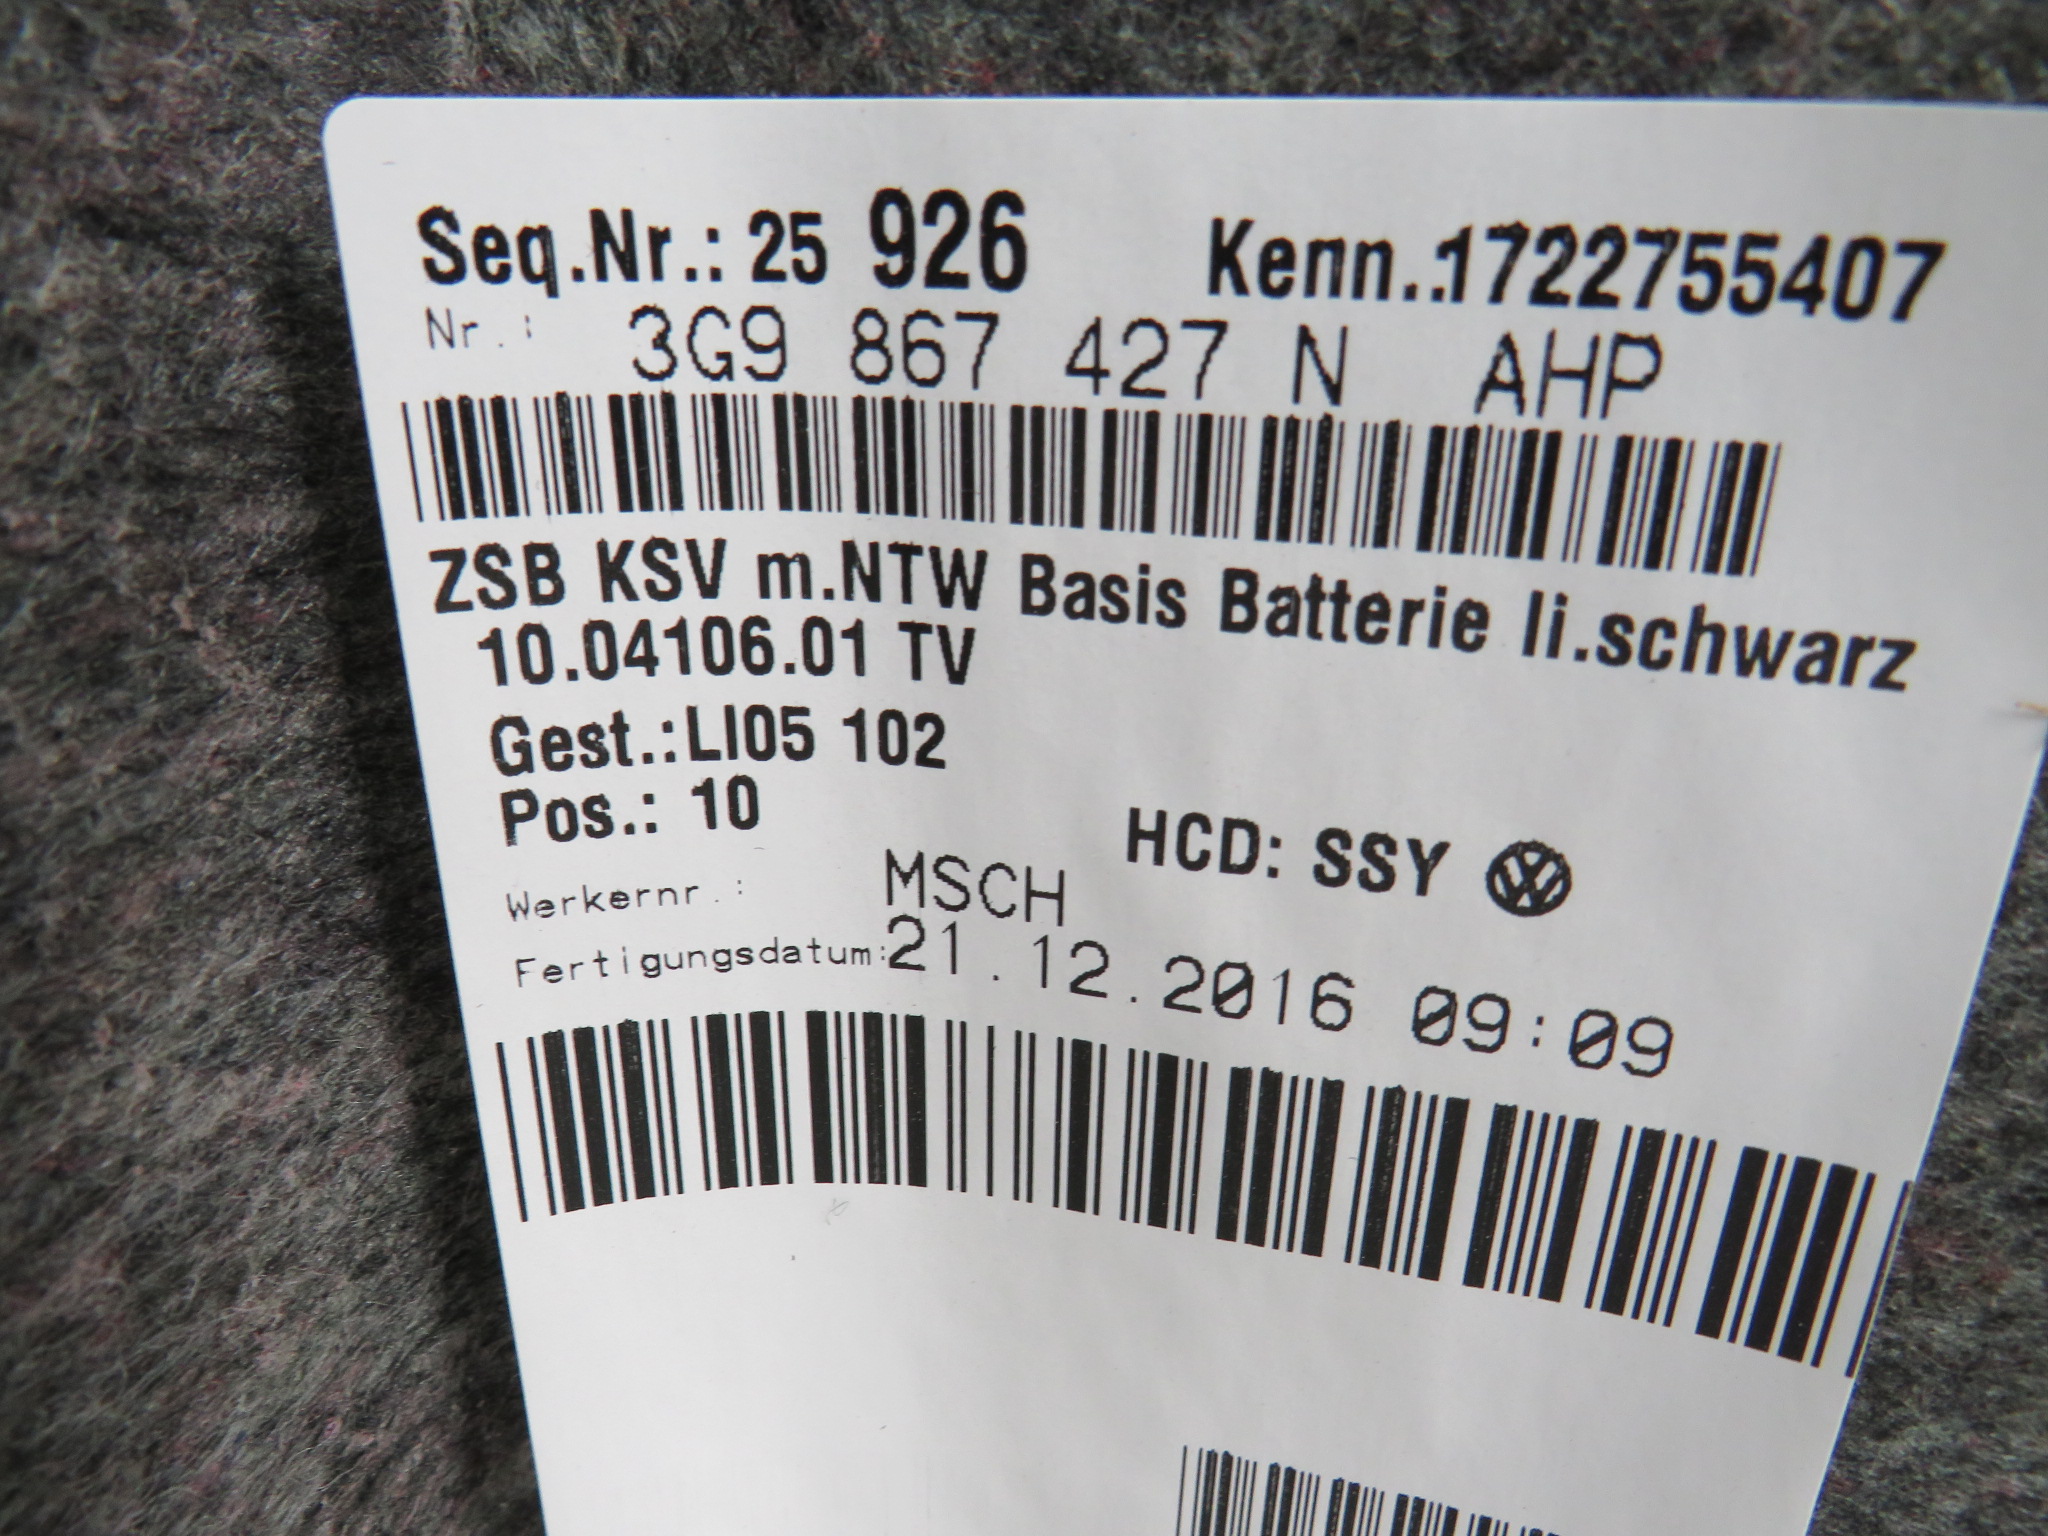 Seq.Nr.: 25 926 Kenn..1722755407
Nr.: 3G9 867 427 N AHP
ZSB KSV m.NTW Basis Batterie li.schwarz
10.04106.01 TV
Gest.:LI05 102
Pos.: 10
HCD: SSY
Werkernr.: MSCH
Fertigungsdatum:21.12.2016 09:09